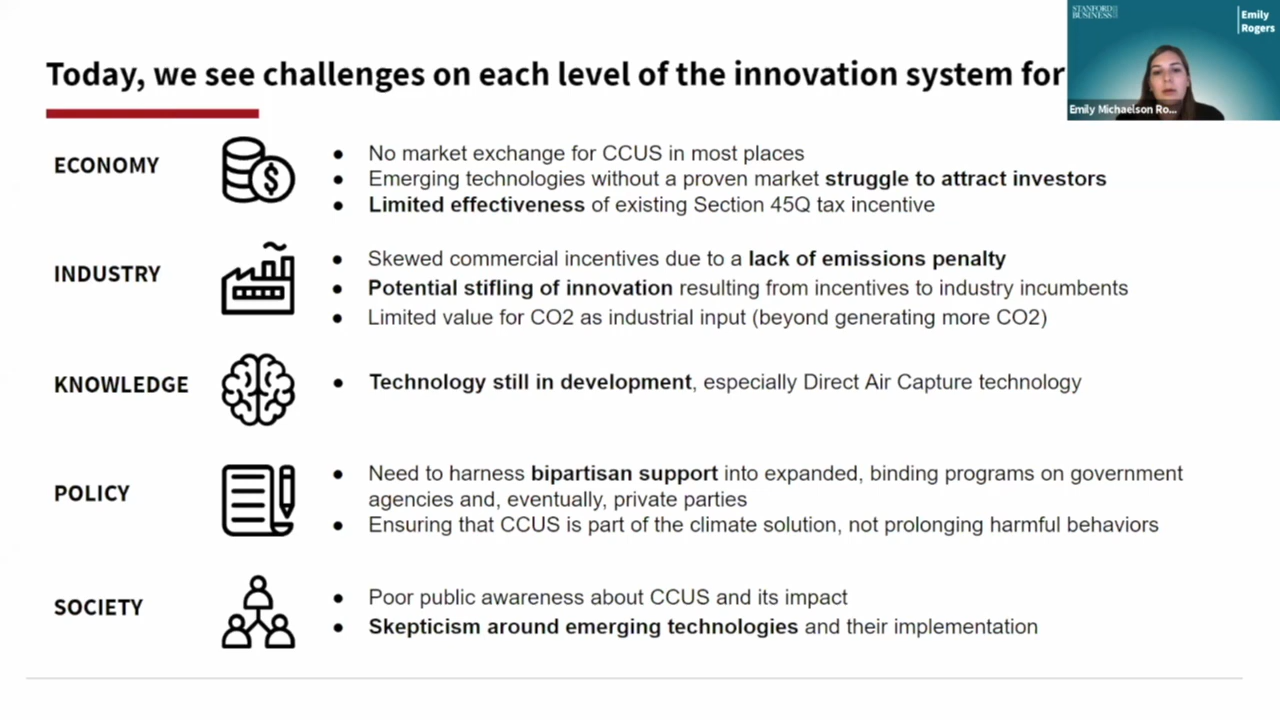 Today, we see challenges on each level of the innovation system for
STANFORD
BUSINESS
Emily
Rogers
Emily Michaelson Ro...
ECONOMY
● No market exchange for CCUS in most places
● Emerging technologies without a proven market struggle to attract investors
● Limited effectiveness of existing Section 45Q tax incentive
INDUSTRY
● Skewed commercial incentives due to a lack of emissions penalty
● Potential stifling of innovation resulting from incentives to industry incumbents
● Limited value for CO2 as industrial input (beyond generating more CO2)
KNOWLEDGE
● Technology still in development, especially Direct Air Capture technology
POLICY
● Need to harness bipartisan support into expanded, binding programs on government
agencies and, eventually, private parties
● Ensuring that CCUS is part of the climate solution, not prolonging harmful behaviors
SOCIETY
● Poor public awareness about CCUS and its impact
● Skepticism around emerging technologies and their implementation